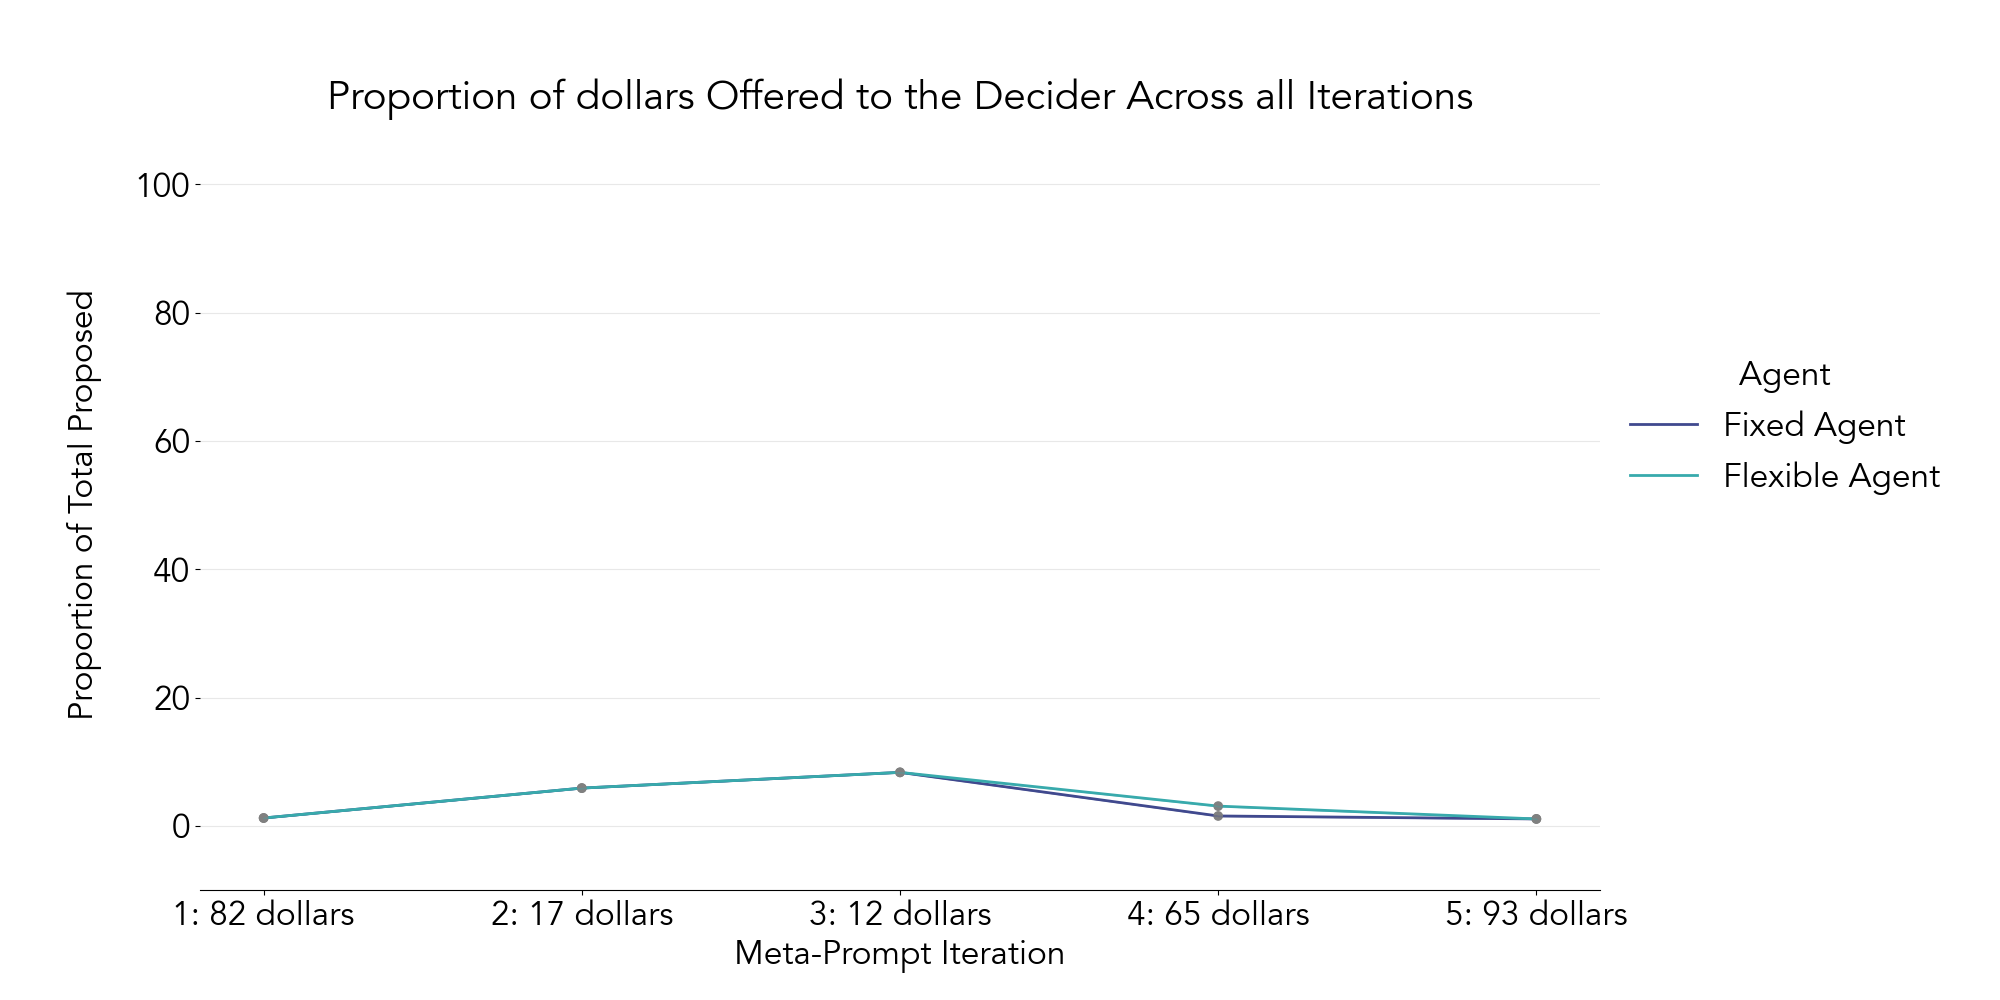 Proportion of dollars Offered to the Decider Across all Iterations
Proportion of Total Proposed
100
80
60
40
20
0
1: 82 dollars
2: 17 dollars
3: 12 dollars
4: 65 dollars
5: 93 dollars
Meta-Prompt Iteration
Agent
Fixed Agent
Flexible Agent